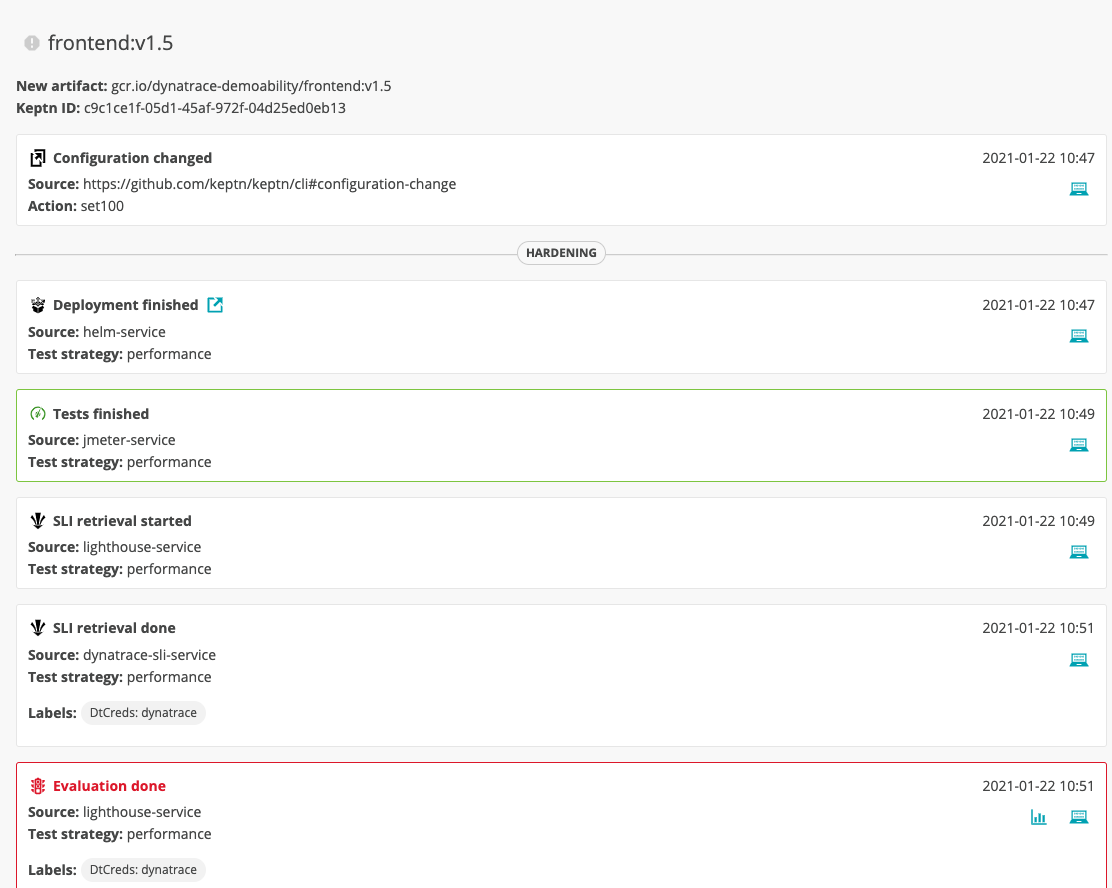 frontend:v1.5
New artifact: gcr.io/dynatrace-demoability/frontend:v1.5
Keptn ID: c9c1ce1f-05d1-45af-972f-04d25ed0eb13
Configuration changed 2021-01-22 10:47
Source: https://github.com/keptn/keptn/cli#configuration-change
Action: set100
HARDENING
Deployment finished 2021-01-22 10:47
Source: helm-service
Test strategy: performance
Tests finished 2021-01-22 10:49
Source: jmeter-service
Test strategy: performance
SLI retrieval started 2021-01-22 10:49
Source: lighthouse-service
Test strategy: performance
SLI retrieval done 2021-01-22 10:51
Source: dynatrace-sli-service
Test strategy: performance
Labels: DtCreds: dynatrace
Evaluation done 2021-01-22 10:51
Source: lighthouse-service
Test strategy: performance
Labels: DtCreds: dynatrace